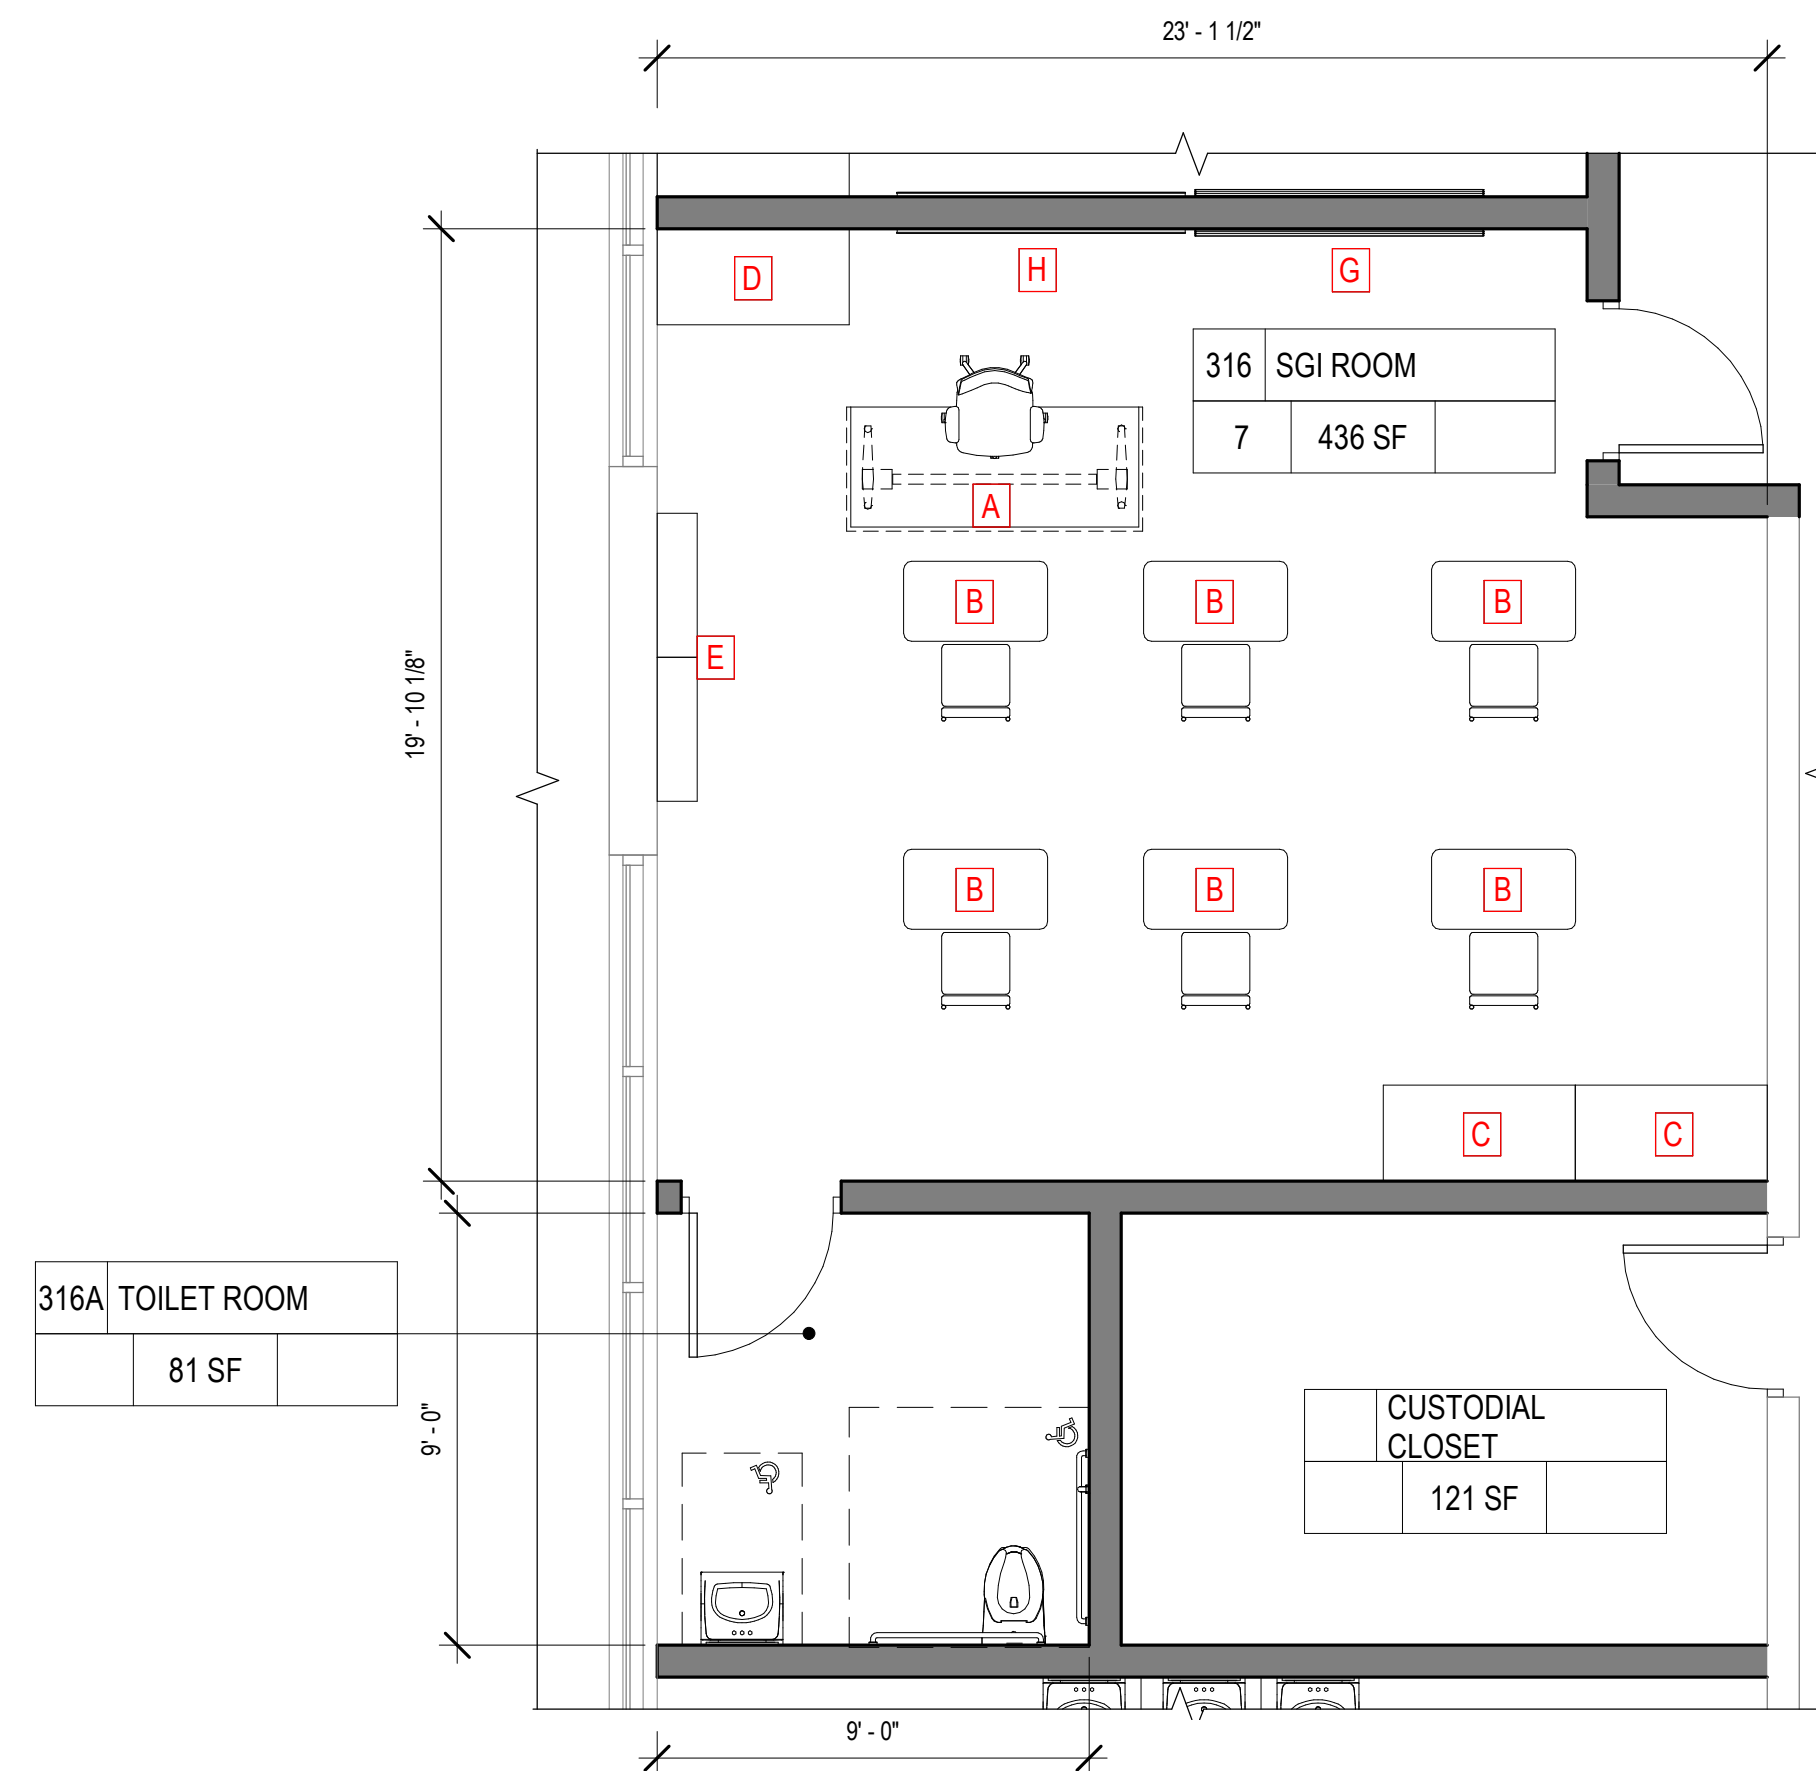 23' - 1 1/2"
D
H
G
316 SGI ROOM
7 436 SF
A
B B B
19' - 10 1/8"
E
B B B
C C
316A TOILET ROOM
81 SF
9' - 0"
CUSTODIAL
CLOSET
121 SF
9' - 0"